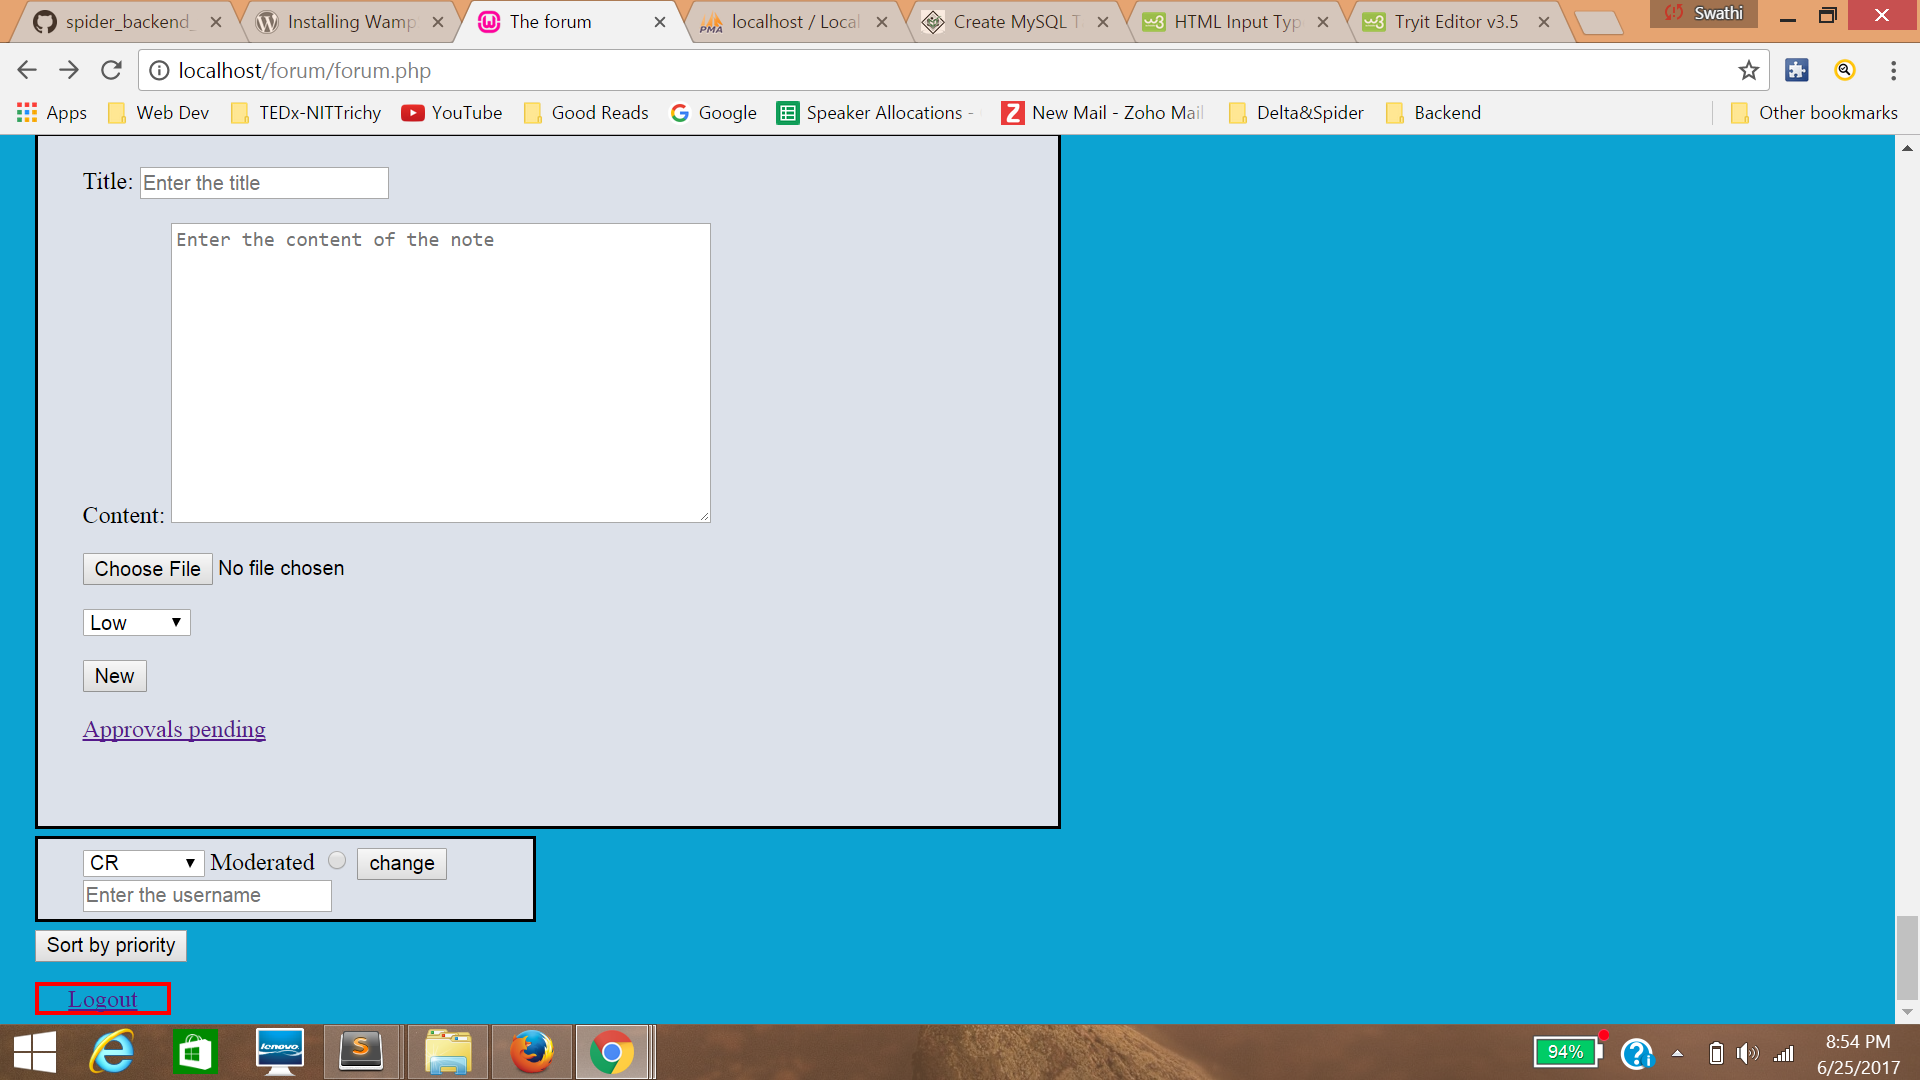 spider_backend_
Installing Wamp
The forum
localhost / Local
Create MySQL T
HTML Input Typ
Tryit Editor v3.5
Swathi
localhost/forum/forum.php
Apps
Web Dev
TEDx-NITTrichy
YouTube
Good Reads
Google
Speaker Allocations -
New Mail - Zoho Mail
Delta&Spider
Backend
Other bookmarks
Title: Enter the title
Enter the content of the note
Content:
Choose File No file chosen
Low
New
Approvals pending
CR Moderated change
Enter the username
Sort by priority
Logout
lenovo
94%
8:54 PM
6/25/2017